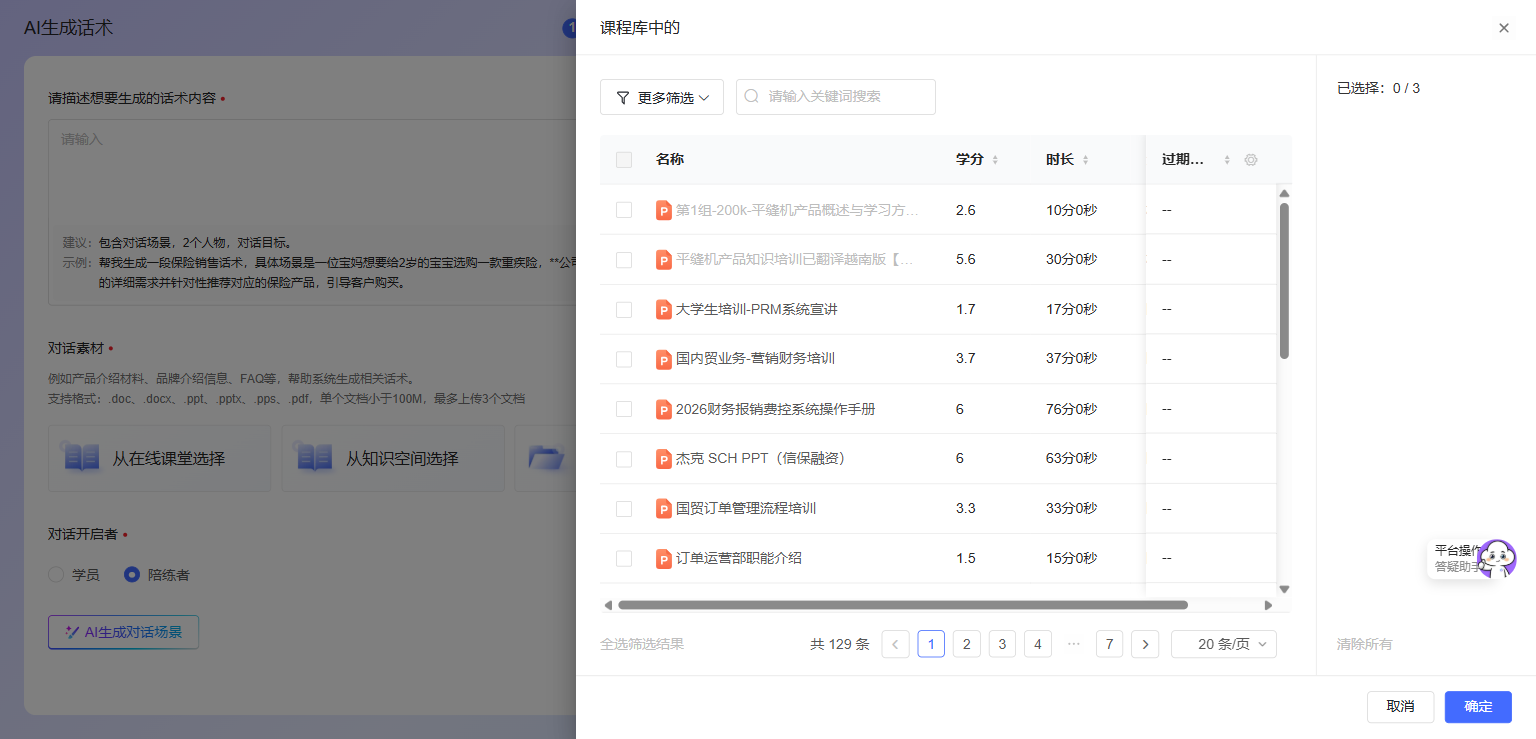 AI生成话术
1
请描述想要生成的话术内容
请输入
建议：包含对话场景，2个人物，对话目标。
示例：帮我生成一段保险销售话术，具体场景是一位宝妈想要给2岁的宝宝选购一款重疾险，**公司
的详细需求并针对性推荐对应的保险产品，引导客户购买。
对话素材
例如产品介绍材料、品牌介绍信息、FAQ等，帮助系统生成相关话术。
支持格式：.doc、.docx、.ppt、.pptx、.pps、.pdf，单个文档小于100M，最多上传3个文档
从在线课堂选择
从知识空间选择
对话开启者
学员
陪练者
AI生成对话场景
课程库中的
更多筛选
请输入关键词搜索
名称 学分 时长 过期...
第1组-200k-平缝机产品概述与学习方... 2.6 10分0秒 --
平缝机产品知识培训已翻译越南版【... 5.6 30分0秒 --
大学生培训-PRM系统宣讲 1.7 17分0秒 --
国内贸业务-营销财务培训 3.7 37分0秒 --
2026财务报销费控系统操作手册 6 76分0秒 --
杰克 SCH PPT（信保融资） 6 63分0秒 --
国贸订单管理流程培训 3.3 33分0秒 --
订单运营部职能介绍 1.5 15分0秒 --
全选筛选结果 共 129 条 1 2 3 4 ··· 7 20 条/页
已选择：0 / 3
平台操作
答疑助手
清除所有
取消
确定